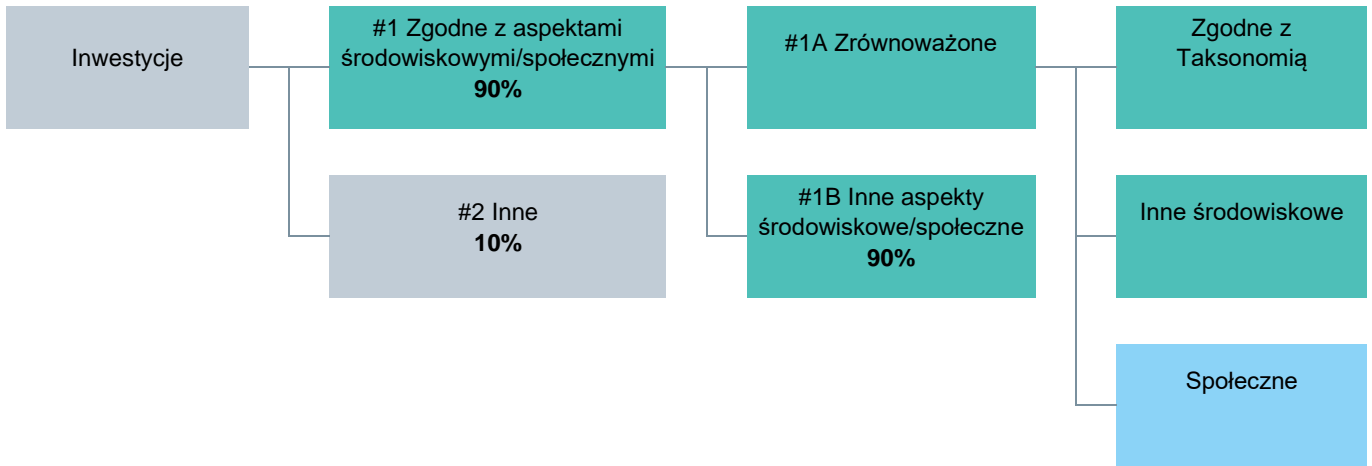 Inwestycje
#1 Zgodne z aspektami
środowiskowymi/społecznymi
90%
#2 Inne
10%
#1A Zrównoważone
#1B Inne aspekty
środowiskowe/społeczne
90%
Zgodne z
Taksonomią
Inne środowiskowe
Społeczne